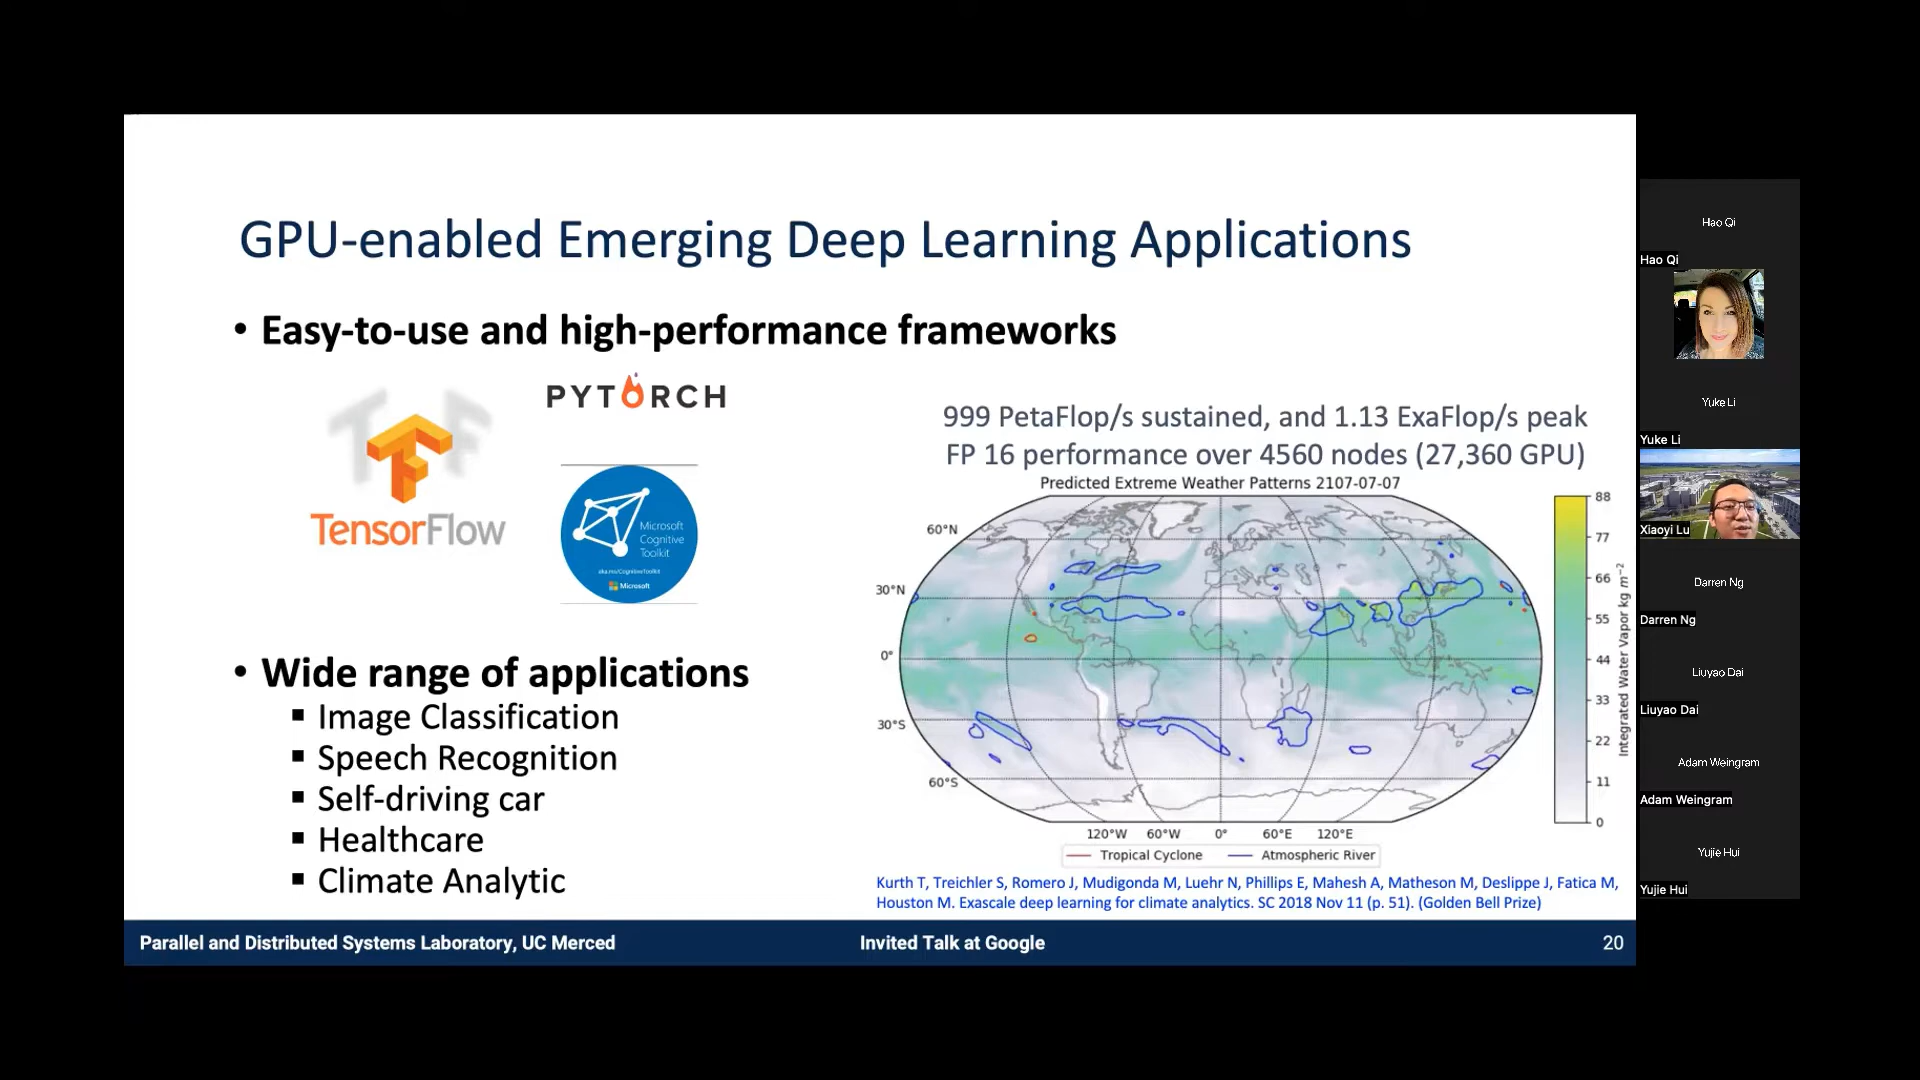 GPU-enabled Emerging Deep Learning Applications
• Easy-to-use and high-performance frameworks
PYTORCH
TensorFlow
Microsoft
Cognitive
Toolkit
aka.ms/CognitiveToolkit
Microsoft
• Wide range of applications
▪ Image Classification
▪ Speech Recognition
▪ Self-driving car
▪ Healthcare
▪ Climate Analytic
999 PetaFlop/s sustained, and 1.13 ExaFlop/s peak
FP 16 performance over 4560 nodes (27,360 GPU)
Predicted Extreme Weather Patterns 2107-07-07
60°N
30°N
0°
30°S
60°S
120°W 60°W 0° 60°E 120°E
88
77
66
55
44
33
22
11
0
Integrated Water Vapor kg m⁻²
Tropical Cyclone Atmospheric River
Kurth T, Treichler S, Romero J, Mudigonda M, Luehr N, Phillips E, Mahesh A, Matheson M, Deslippe J, Fatica M,
Houston M. Exascale deep learning for climate analytics. SC 2018 Nov 11 (p. 51). (Golden Bell Prize)
Parallel and Distributed Systems Laboratory, UC Merced Invited Talk at Google 20
Hao Qi
Hao Qi
Yuke Li
Yuke Li
Xiaoyi Lu
Darren Ng
Darren Ng
Liuyao Dai
Liuyao Dai
Adam Weingram
Adam Weingram
Yujie Hui
Yujie Hui